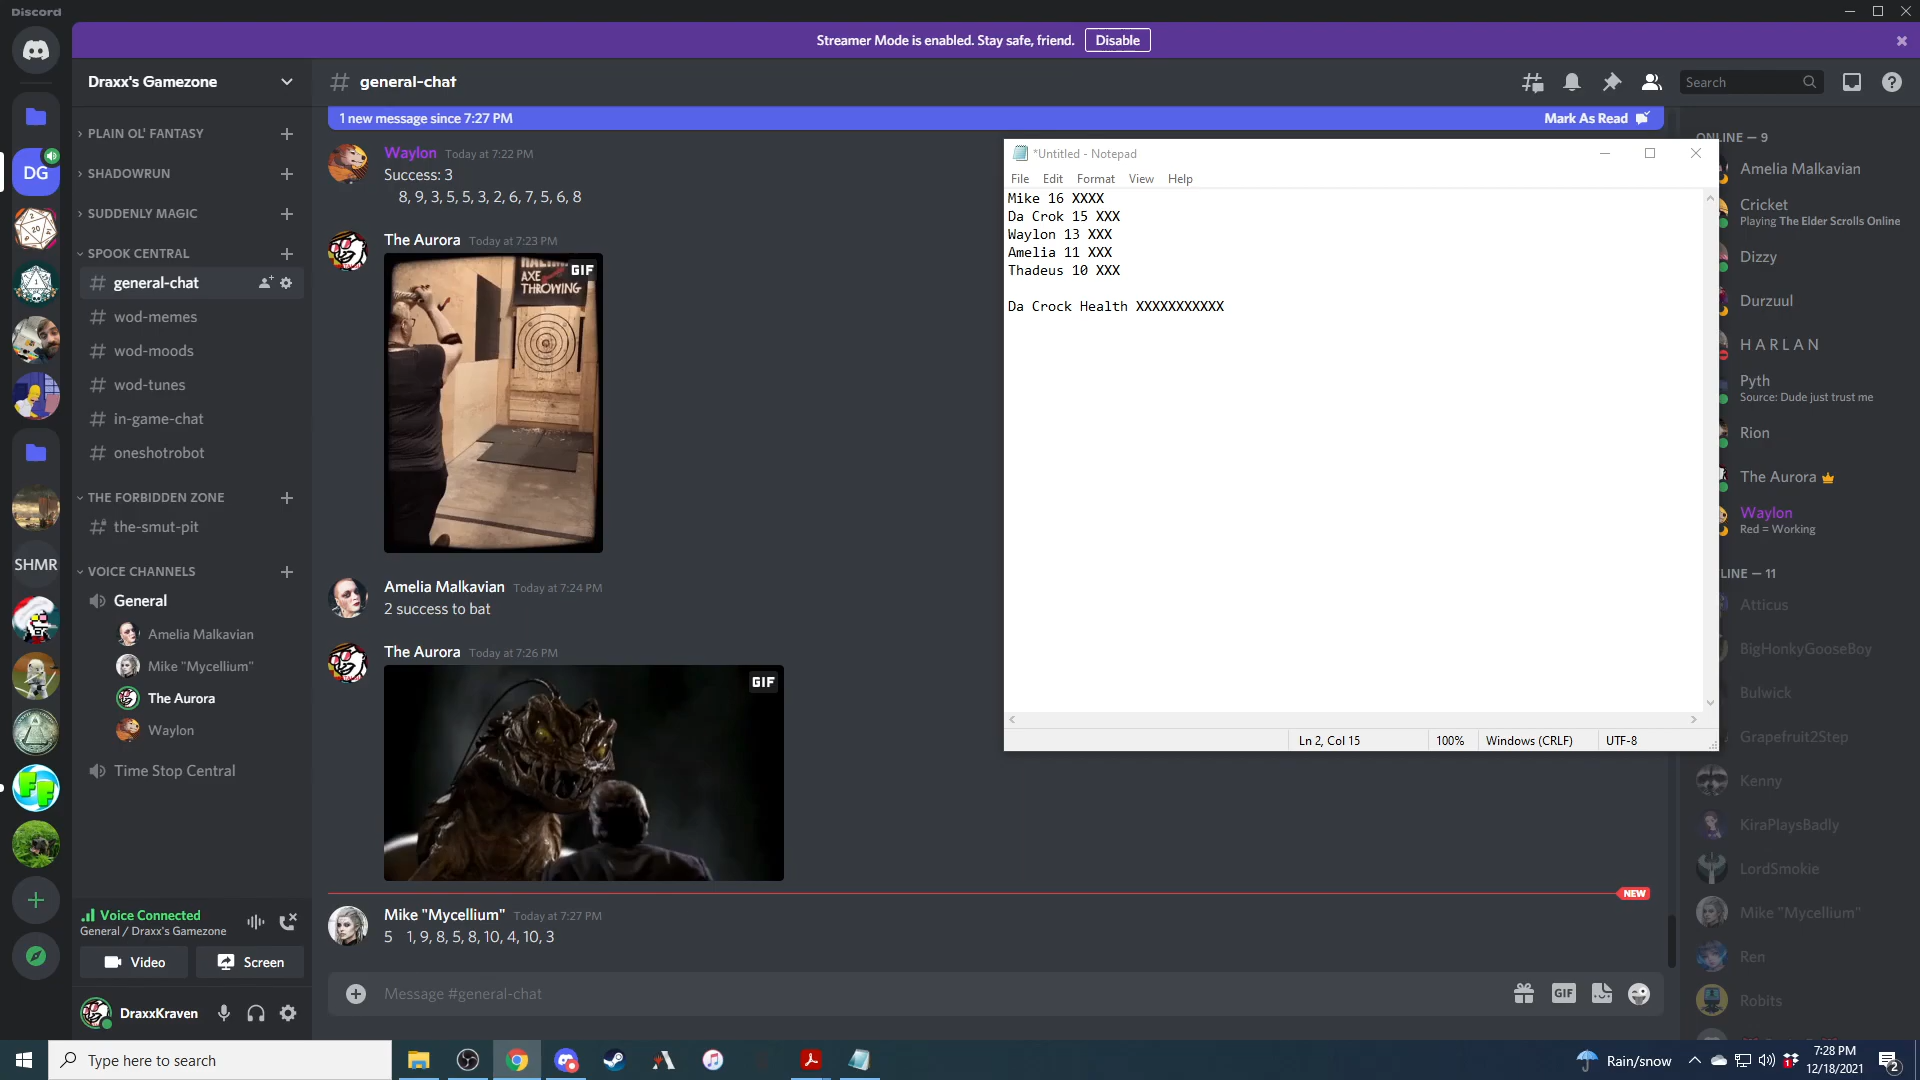 Discord
Streamer Mode is enabled. Stay safe, friend.
Disable
Draxx's Gamezone
general-chat
Search
PLAIN OL' FANTASY
SHADOWRUN
SUDDENLY MAGIC
SPOOK CENTRAL
general-chat
wod-memes
wod-moods
wod-tunes
in-game-chat
oneshotrobot
THE FORBIDDEN ZONE
the-smut-pit
VOICE CHANNELS
General
Amelia Malkavian
Mike "Mycellium"
The Aurora
Waylon
Time Stop Central
DG
SHMR
FF
Voice Connected
General / Draxx's Gamezone
Video
Screen
DraxxKraven
1 new message since 7:27 PM
Mark As Read
Waylon Today at 7:22 PM
Success: 3
8, 9, 3, 5, 5, 3, 2, 6, 7, 5, 6, 8
The Aurora Today at 7:23 PM
GIF
AXE
THROWING
Amelia Malkavian Today at 7:24 PM
2 success to bat
The Aurora Today at 7:26 PM
GIF
NEW
Mike "Mycellium" Today at 7:27 PM
5 1, 9, 8, 5, 8, 10, 4, 10, 3
Message #general-chat
GIF
*Untitled - Notepad
File Edit Format View Help
Mike 16 XXXX
Da Crok 15 XXX
Waylon 13 XXX
Amelia 11 XXX
Thadeus 10 XXX
Da Crock Health XXXXXXXXXXX
Ln 2, Col 15
100%
Windows (CRLF)
UTF-8
ONLINE — 9
Amelia Malkavian
Cricket
Playing The Elder Scrolls Online
Dizzy
Durzuul
H A R L A N
Pyth
Source: Dude just trust me
Rion
The Aurora
Waylon
Red = Working
LINE — 11
Atticus
BigHonkyGooseBoy
Bulwick
Grapefruit2Step
Kenny
KiraPlaysBadly
LordSmokie
Mike "Mycellium"
Ren
Robits
Type here to search
Rain/snow
7:28 PM
12/18/2021
2